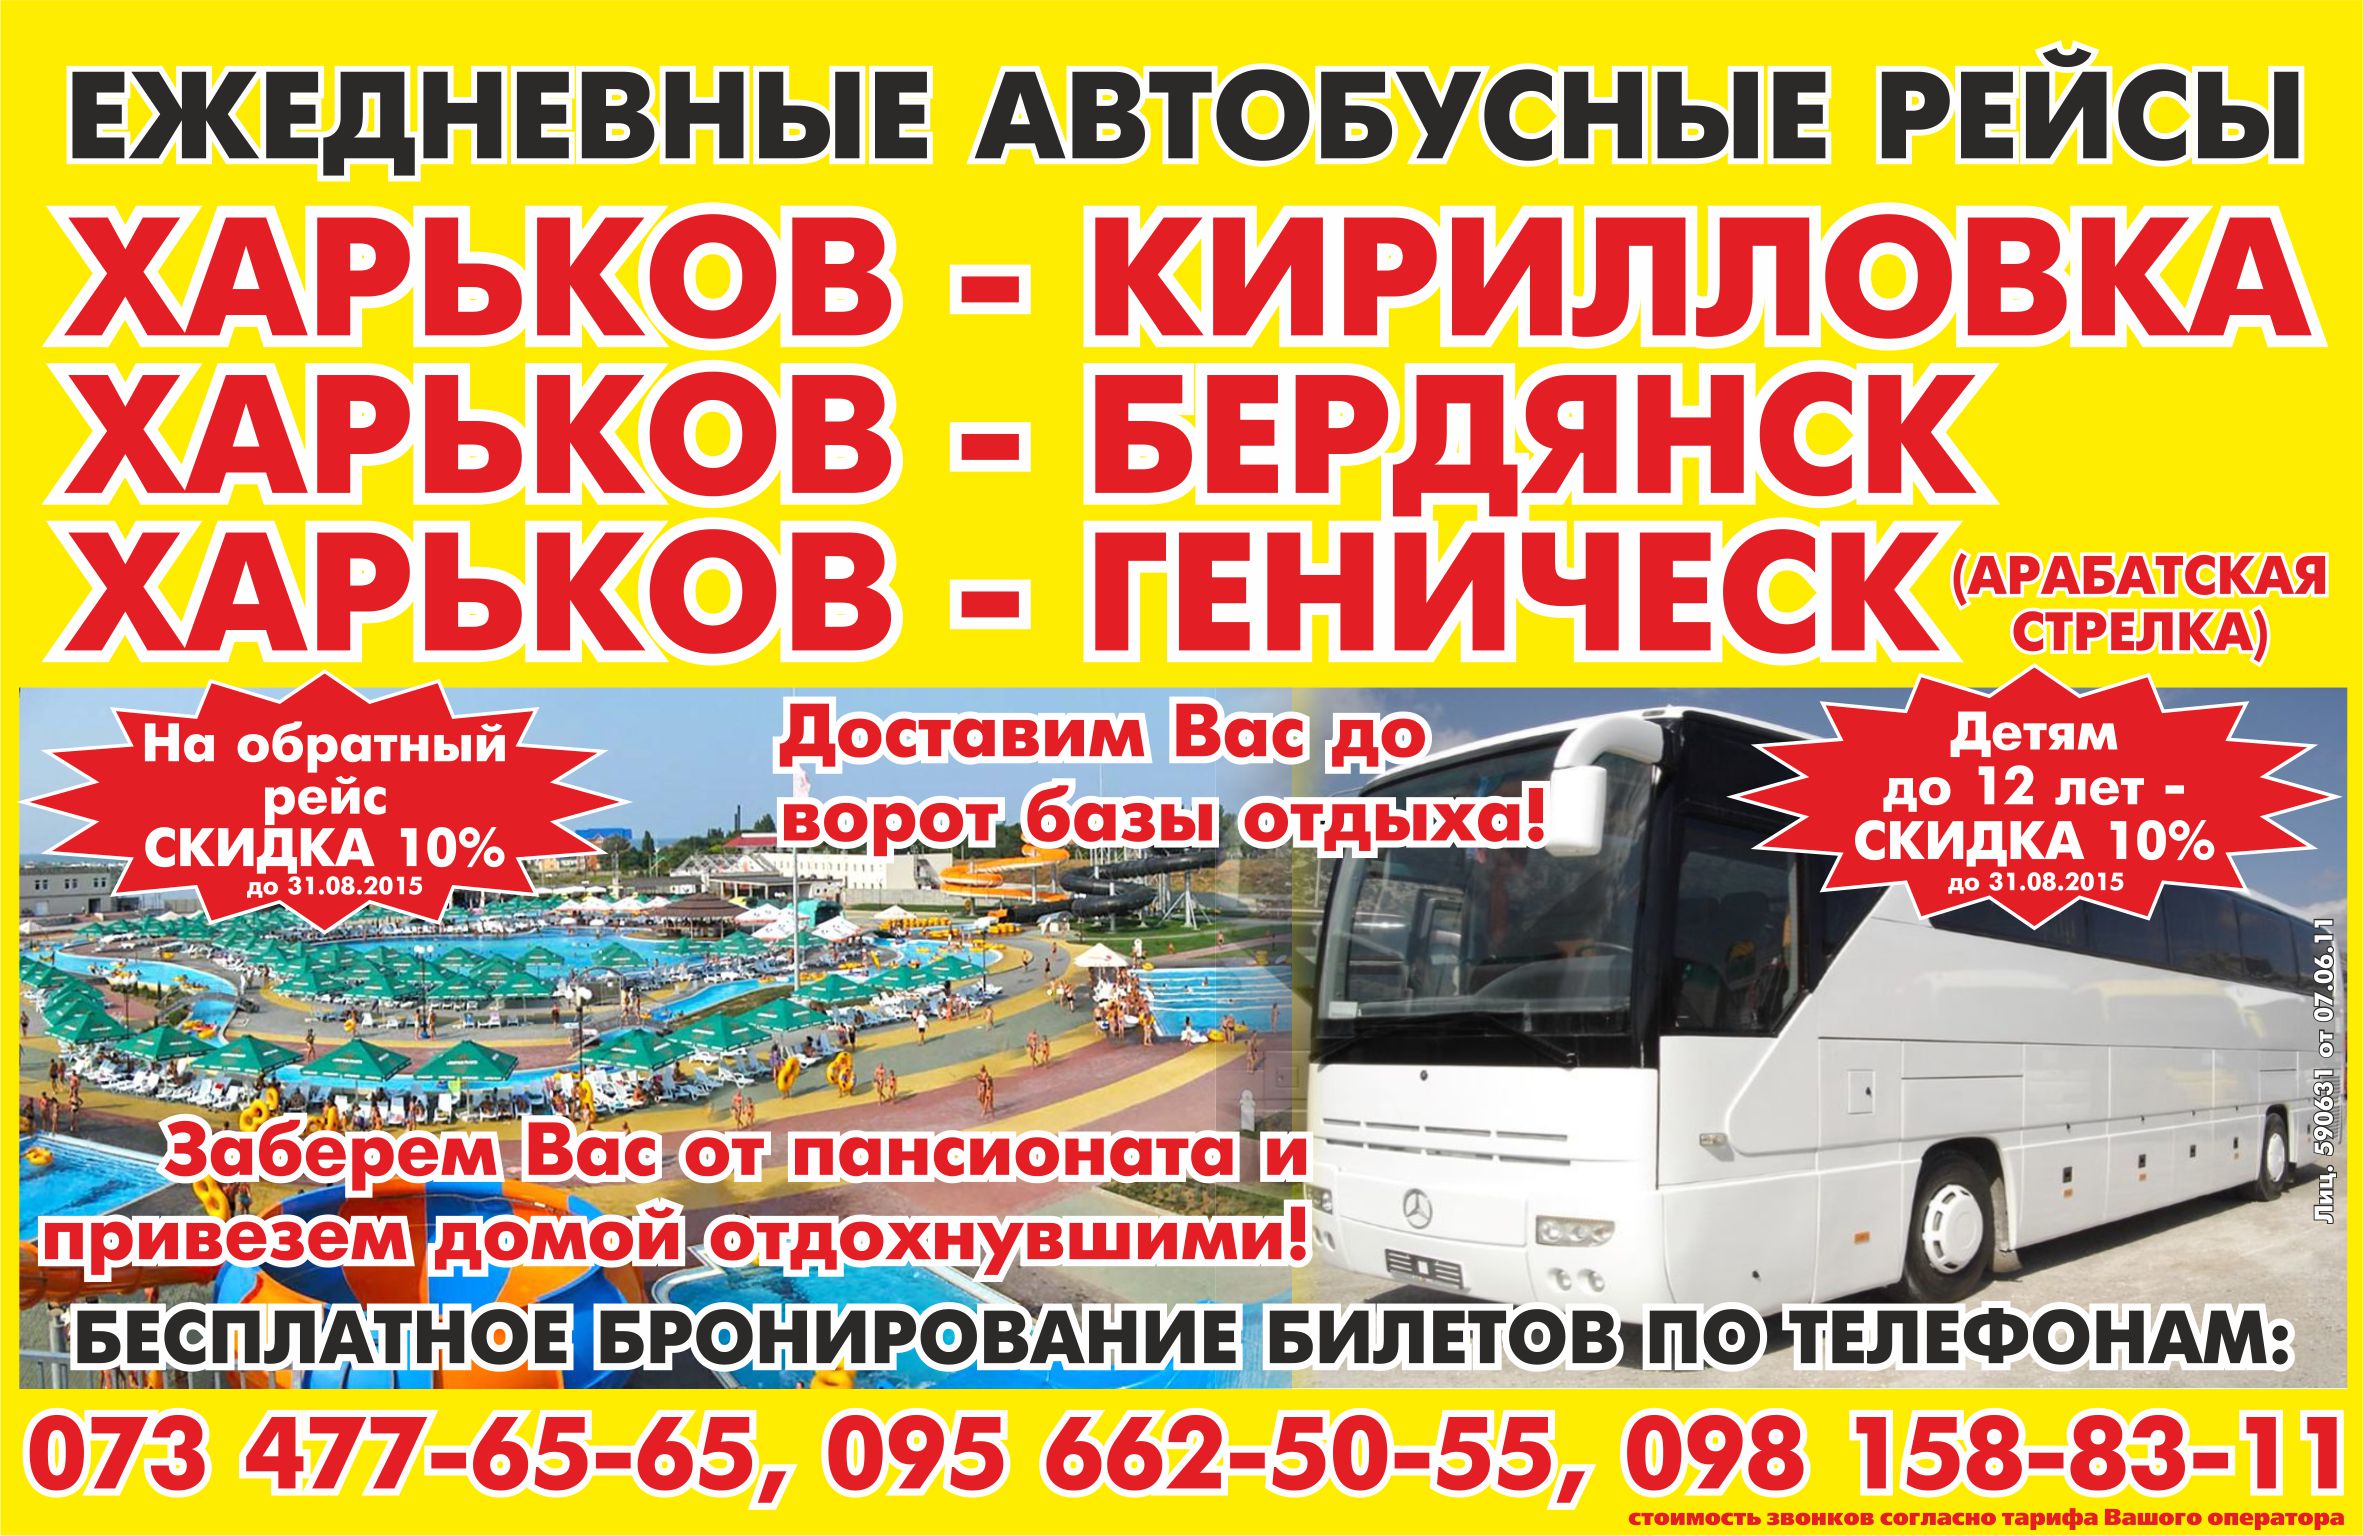 ЕЖЕДНЕВНЫЕ АВТОБУСНЫЕ РЕЙСЫ
ХАРЬКОВ - КИРИЛЛОВКА
ХАРЬКОВ - БЕРДЯНСК
ХАРЬКОВ - ГЕНИЧЕСК (АРАБАТСКАЯ
СТРЕЛКА)
На обратный
рейс
СКИДКА 10%
до 31.08.2015
Доставим Вас до
ворот базы отдыха!
Детям
до 12 лет -
СКИДКА 10%
до 31.08.2015
Лиц. 590631 от 07.06.11
Заберем Вас от пансионата и
привезем домой отдохнувшими!
БЕСПЛАТНОЕ БРОНИРОВАНИЕ БИЛЕТОВ ПО ТЕЛЕФОНАМ:
073 477-65-65, 095 662-50-55, 098 158-83-11
стоимость звонков согласно тарифа Вашого оператора